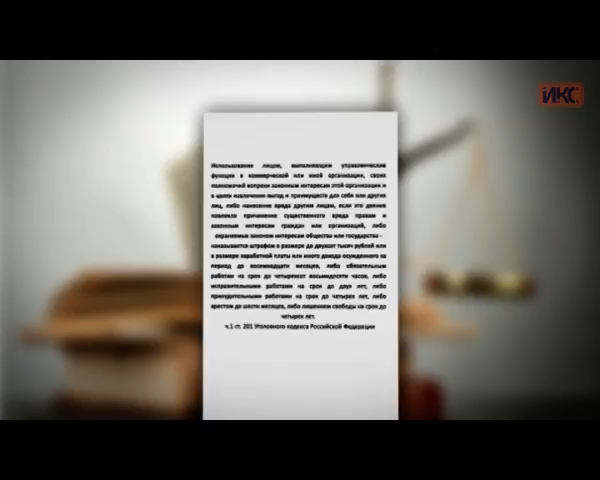 ИКС
Использование лицом, выполняющим управленческие
функции в коммерческой или иной организации, своих
полномочий вопреки законным интересам этой организации и
в целях извлечения выгод и преимуществ для себя или других
лиц, либо нанесения вреда другим лицам, если это деяние
повлекло причинение существенного вреда правам и
законным интересам граждан или организаций, либо
охраняемым законом интересам общества или государства -
наказывается штрафом в размере до двухсот тысяч рублей или
в размере заработной платы или иного дохода осужденного за
период до восемнадцати месяцев, либо обязательными
работами на срок до четырехсот восьмидесяти часов, либо
исправительными работами на срок до двух лет, либо
принудительными работами на срок до четырех лет, либо
арестом до шести месяцев, либо лишением свободы на срок до
четырех лет.
ч.1 ст. 201 Уголовного кодекса Российской Федерации